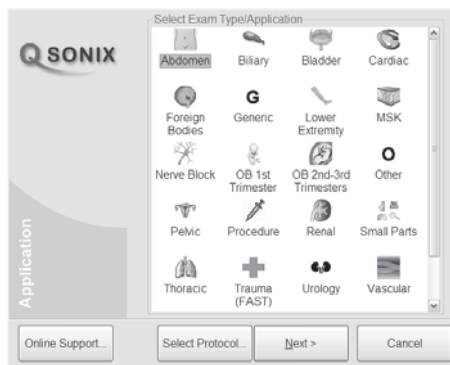 Select Exam Type/Application
Q SONIX
Abdomen
Biliary
Bladder
Cardiac
Foreign
Bodies
G
Generic
Lower
Extremity
MSK
Nerve Block
OB 1st
Trimester
OB 2nd-3rd
Trimesters
O
Other
Pelvic
Procedure
Renal
Small Parts
Thoracic
Trauma
(FAST)
Urology
Vascular
Application
Online Support...
Select Protocol...
Next >
Cancel